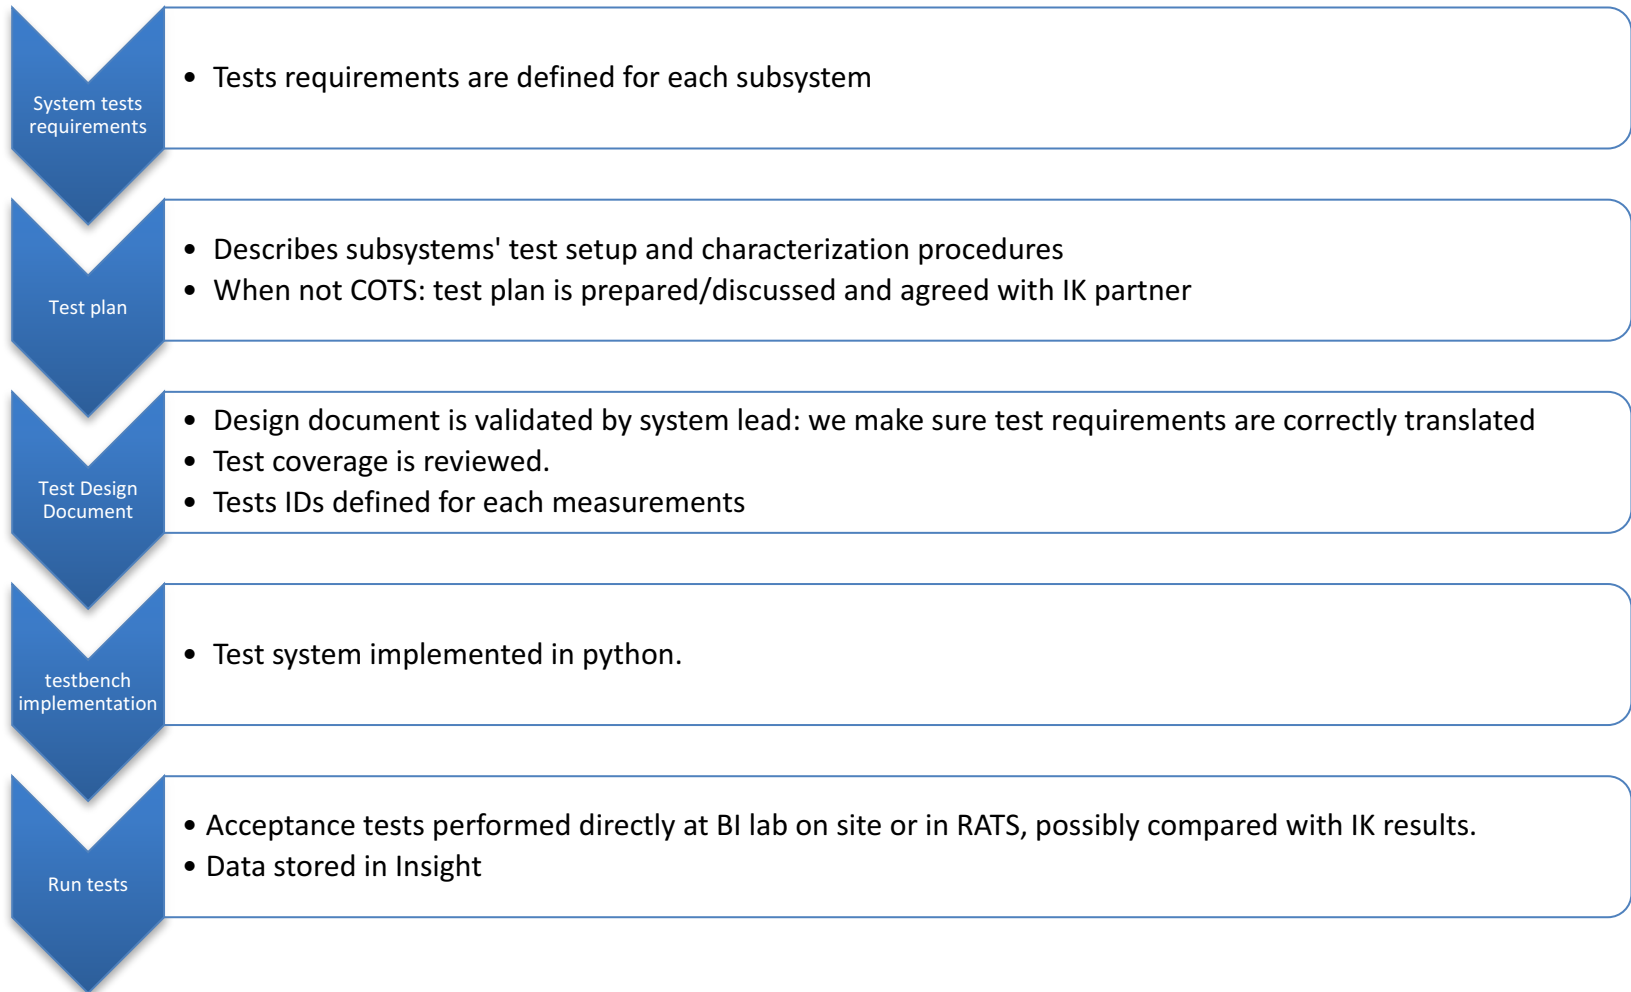 System tests
requirements
• Tests requirements are defined for each subsystem
Test plan
• Describes subsystems' test setup and characterization procedures
• When not COTS: test plan is prepared/discussed and agreed with IK partner
Test Design
Document
• Design document is validated by system lead: we make sure test requirements are correctly translated
• Test coverage is reviewed.
• Tests IDs defined for each measurements
testbench
implementation
• Test system implemented in python.
Run tests
• Acceptance tests performed directly at BI lab on site or in RATS, possibly compared with IK results.
• Data stored in Insight